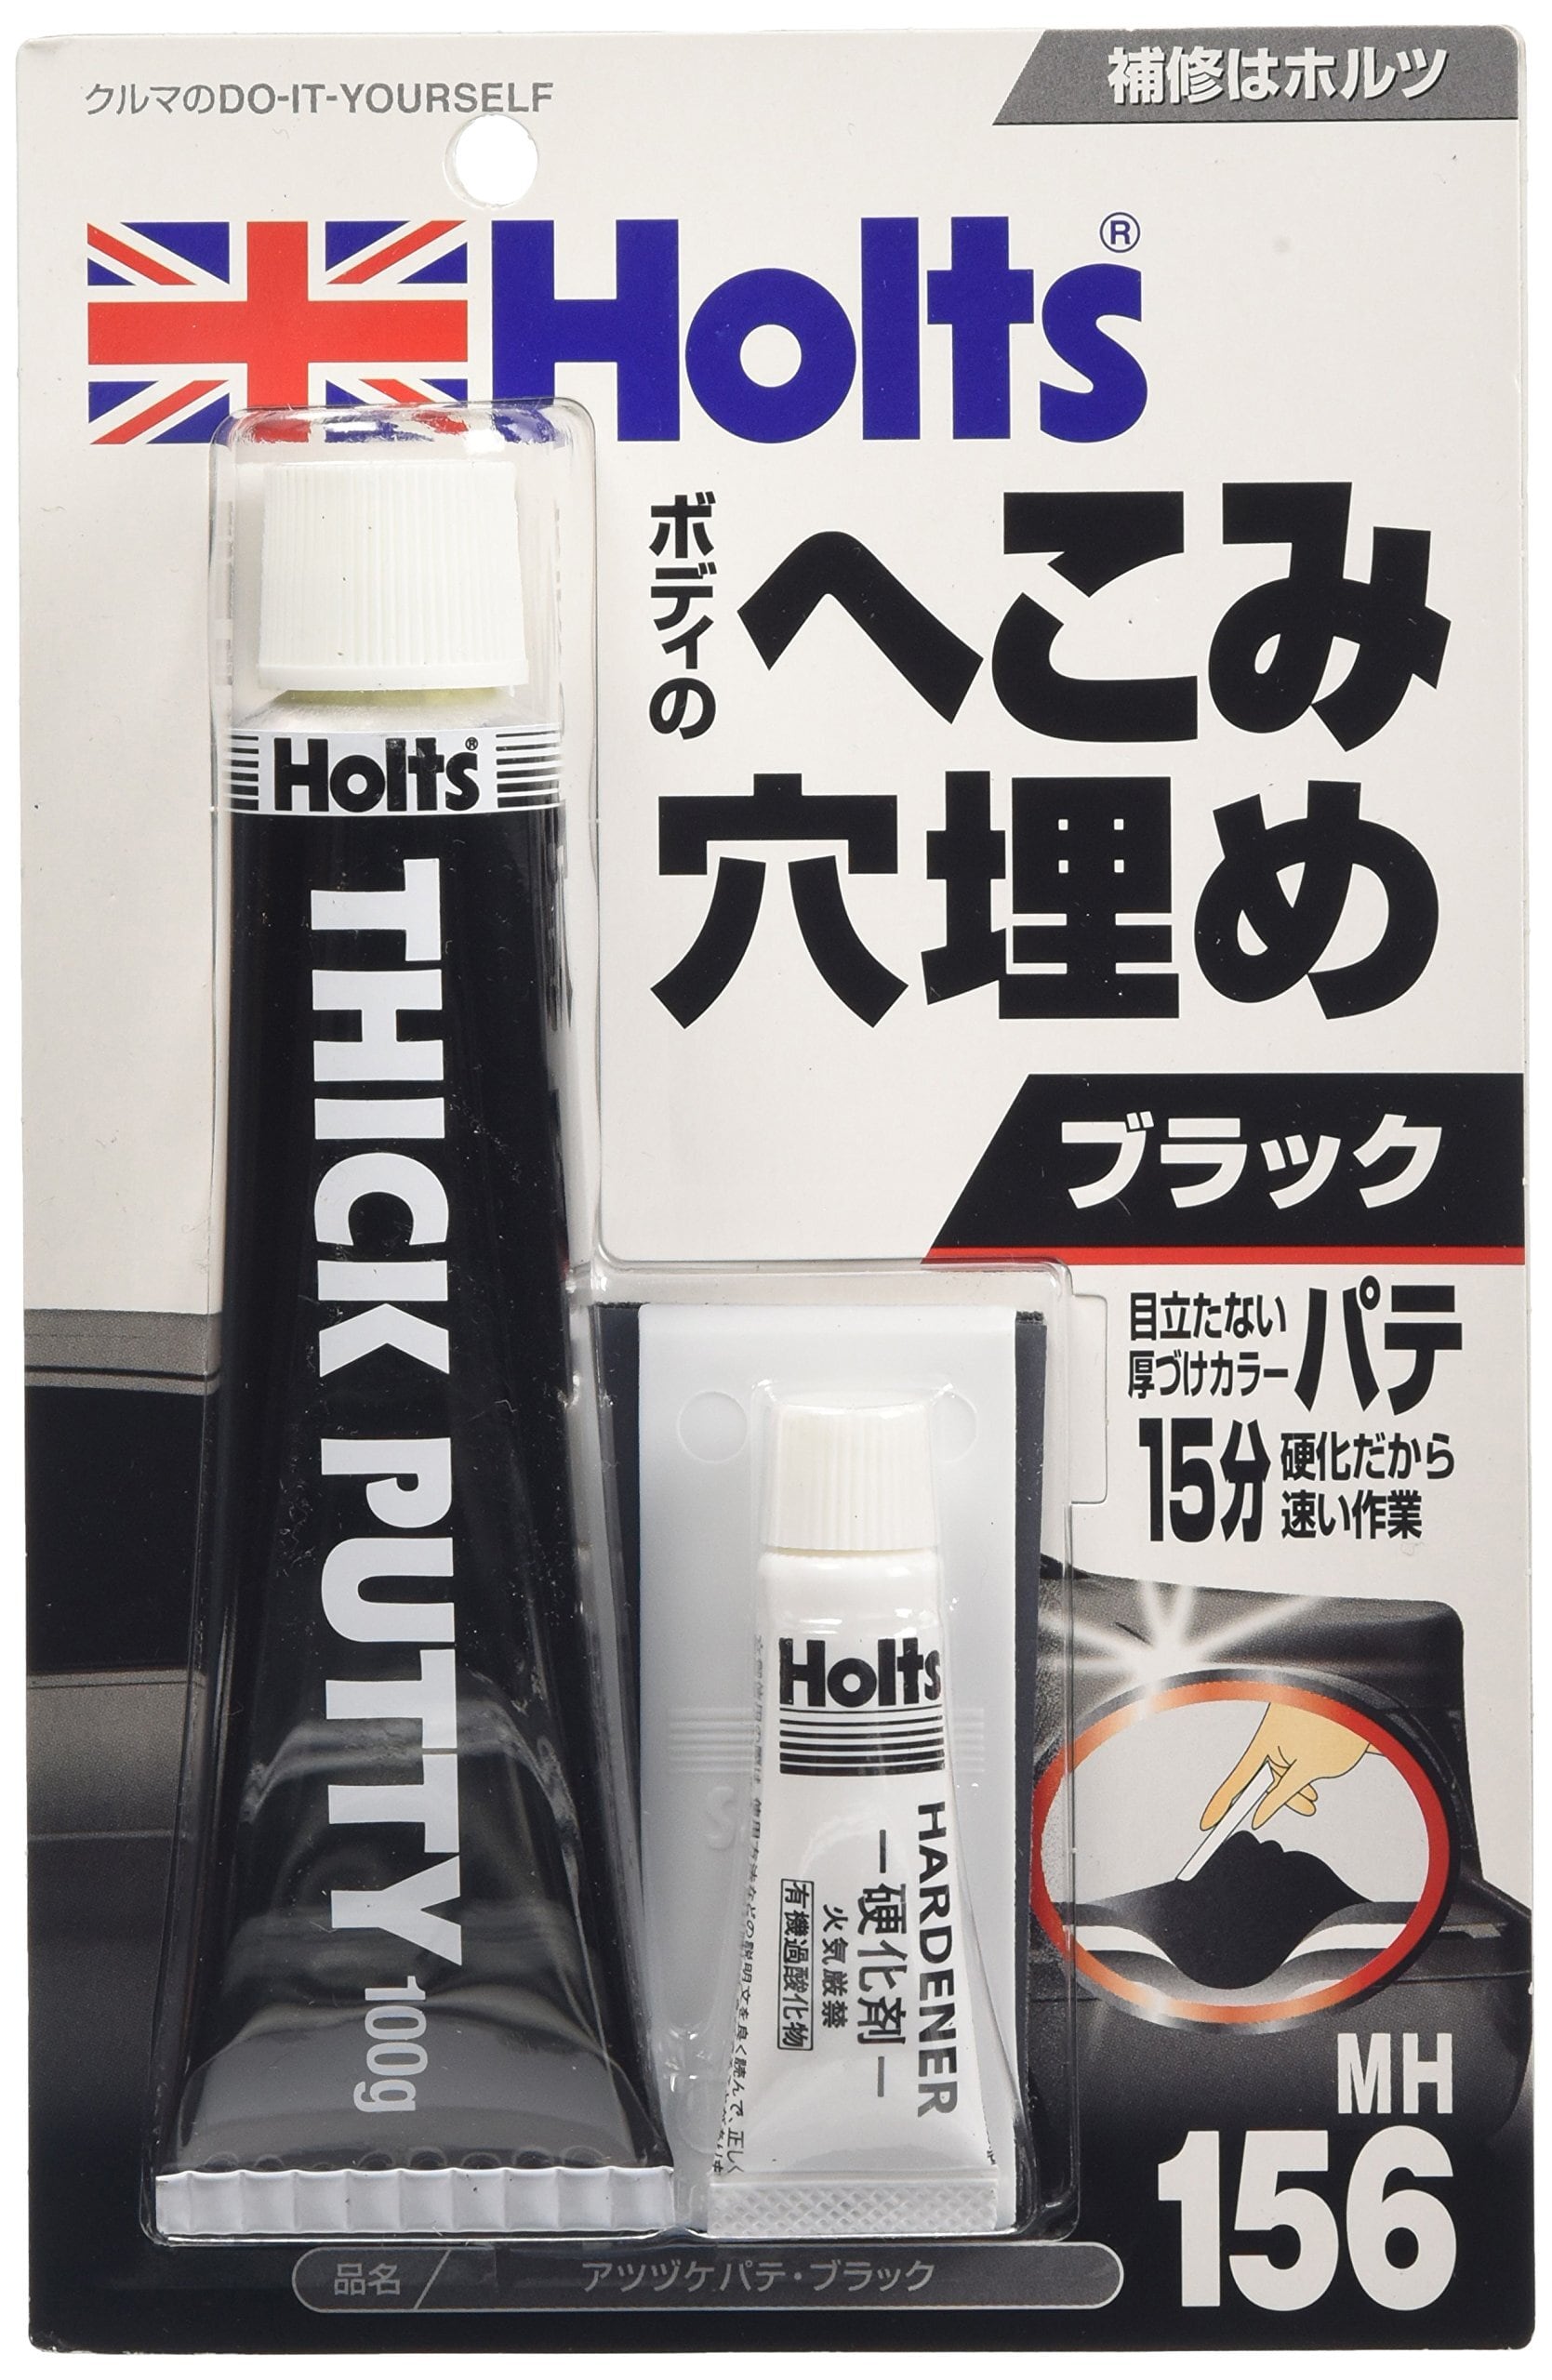 クルマのDO-IT-YOURSELF
補修はホルツ
Holts®
ボディの
へこみ
穴埋め
ブラック
目立たない
厚づけカラー
パテ
15分
硬化だから
速い作業
Holts®
THICK PUTTY 100g
Holts
HARDENER
－硬化剤－
火気厳禁
有機過酸化物
MH
156
品名 / アツヅケパテ・ブラック